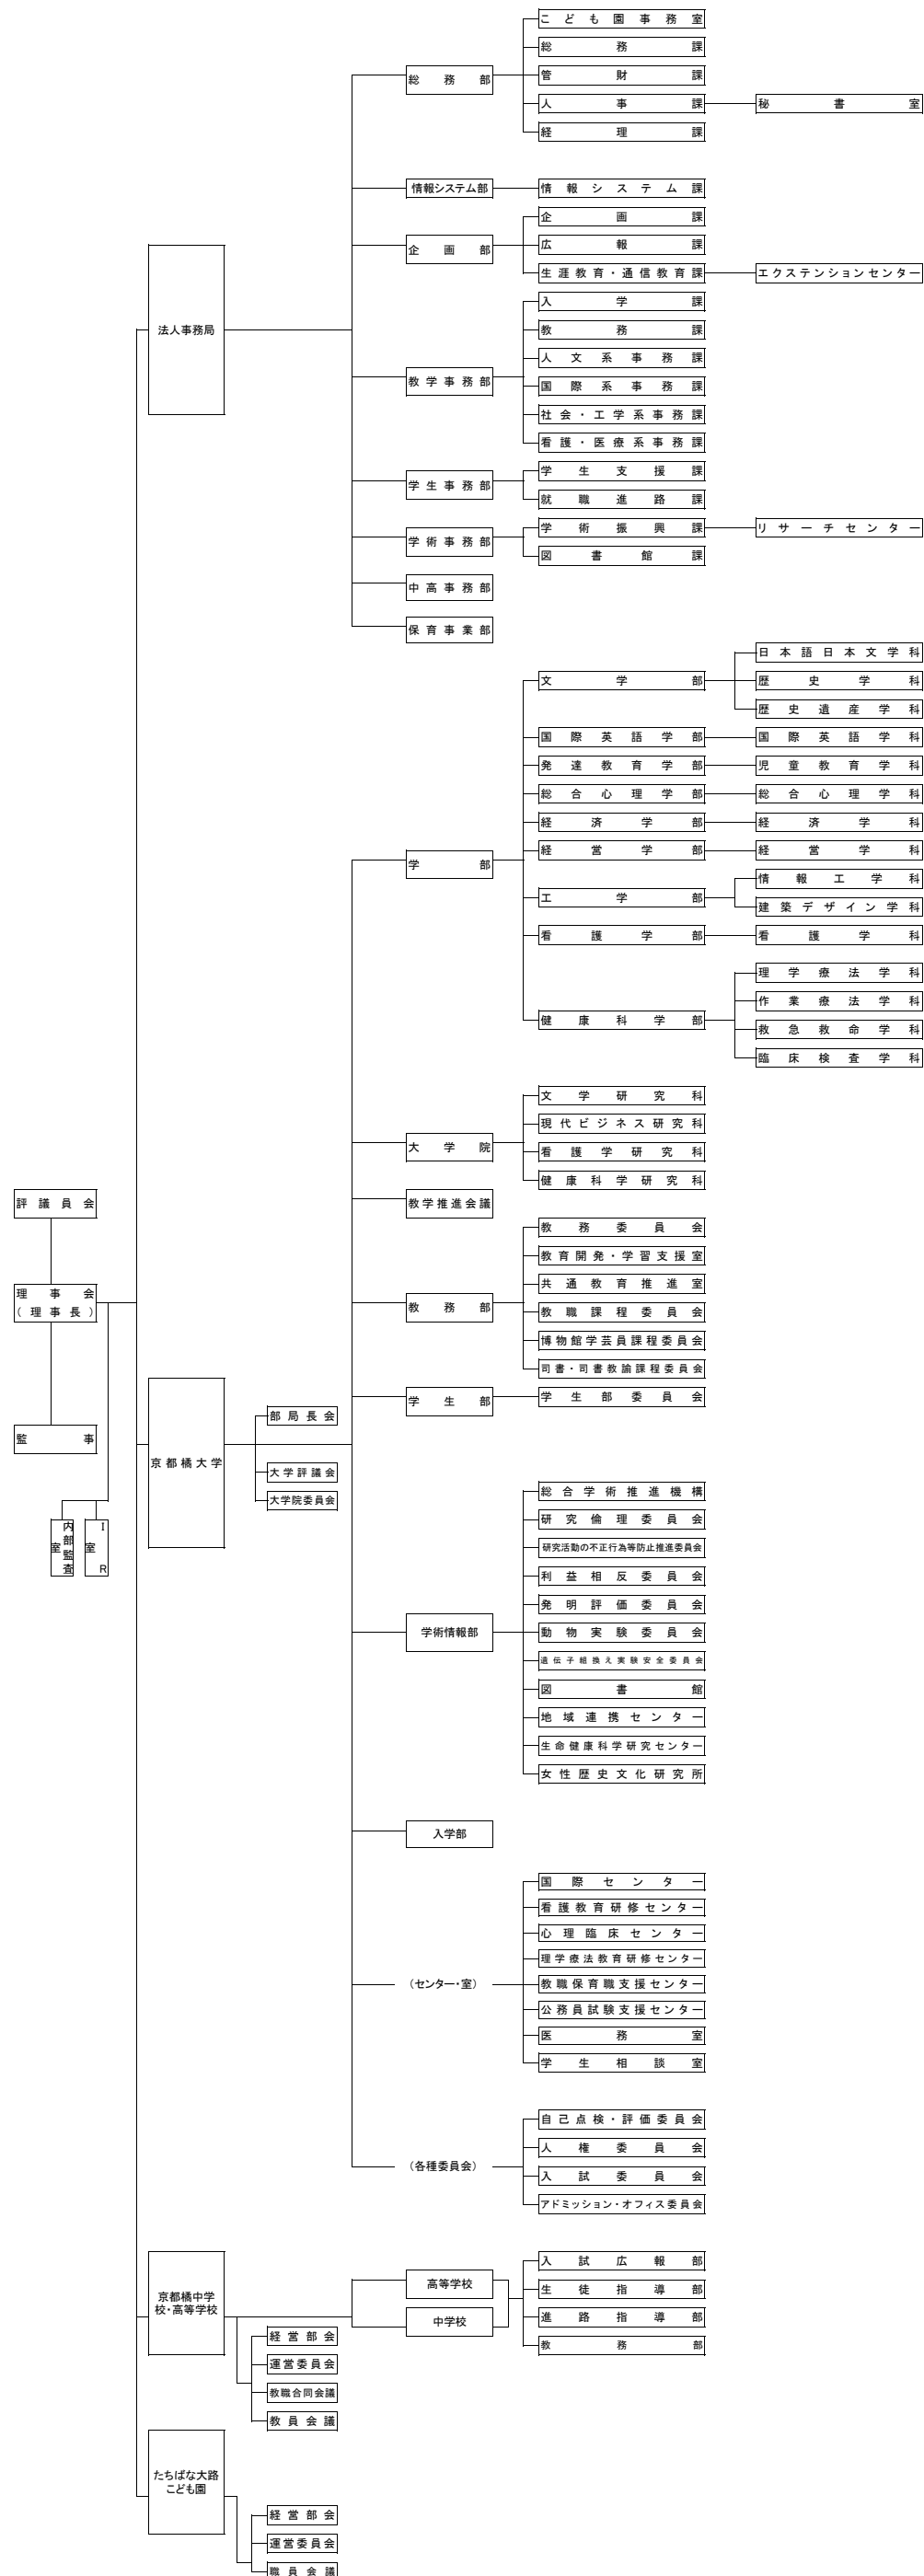 評議員会
理事会
（理事長）
監事
内部監査室
IR室
法人事務局
総務部
こども園事務室
総務課
管財課
人事課
秘書室
経理課
情報システム部
情報システム課
企画部
企画課
広報課
生涯教育・通信教育課
エクステンションセンター
教学事務部
入学課
教務課
人文系事務課
国際系事務課
社会・工学系事務課
看護・医療系事務課
学生事務部
学生支援課
就職進路課
学術事務部
学術振興課
リサーチセンター
図書館課
中高事務部
保育事業部
京都橘大学
部局長会
大学評議会
大学院委員会
学部
文学部
日本語日本文学科
歴史学科
歴史遺産学科
国際英語学部
国際英語学科
発達教育学部
児童教育学科
総合心理学部
総合心理学科
経済学部
経済学科
経営学部
経営学科
工学部
情報工学科
建築デザイン学科
看護学部
看護学科
健康科学部
理学療法学科
作業療法学科
救急救命学科
臨床検査学科
大学院
文学研究科
現代ビジネス研究科
看護学研究科
健康科学研究科
教学推進会議
教務部
教務委員会
教育開発・学習支援室
共通教育推進室
教職課程委員会
博物館学芸員課程委員会
司書・司書教諭課程委員会
学生部
学生部委員会
学術情報部
総合学術推進機構
研究倫理委員会
研究活動の不正行為等防止推進委員会
利益相反委員会
発明評価委員会
動物実験委員会
遺伝子組換え実験安全委員会
図書館
地域連携センター
生命健康科学研究センター
女性歴史文化研究所
入学部
（センター・室）
国際センター
看護教育研修センター
心理臨床センター
理学療法教育研修センター
教職保育職支援センター
公務員試験支援センター
医務室
学生相談室
（各種委員会）
自己点検・評価委員会
人権委員会
入試委員会
アドミッション・オフィス委員会
京都橘中学
校・高等学校
経営部会
運営委員会
教職合同会議
教員会議
高等学校
中学校
入試広報部
生徒指導部
進路指導部
教務部
たちばな大路
こども園
経営部会
運営委員会
職員会議